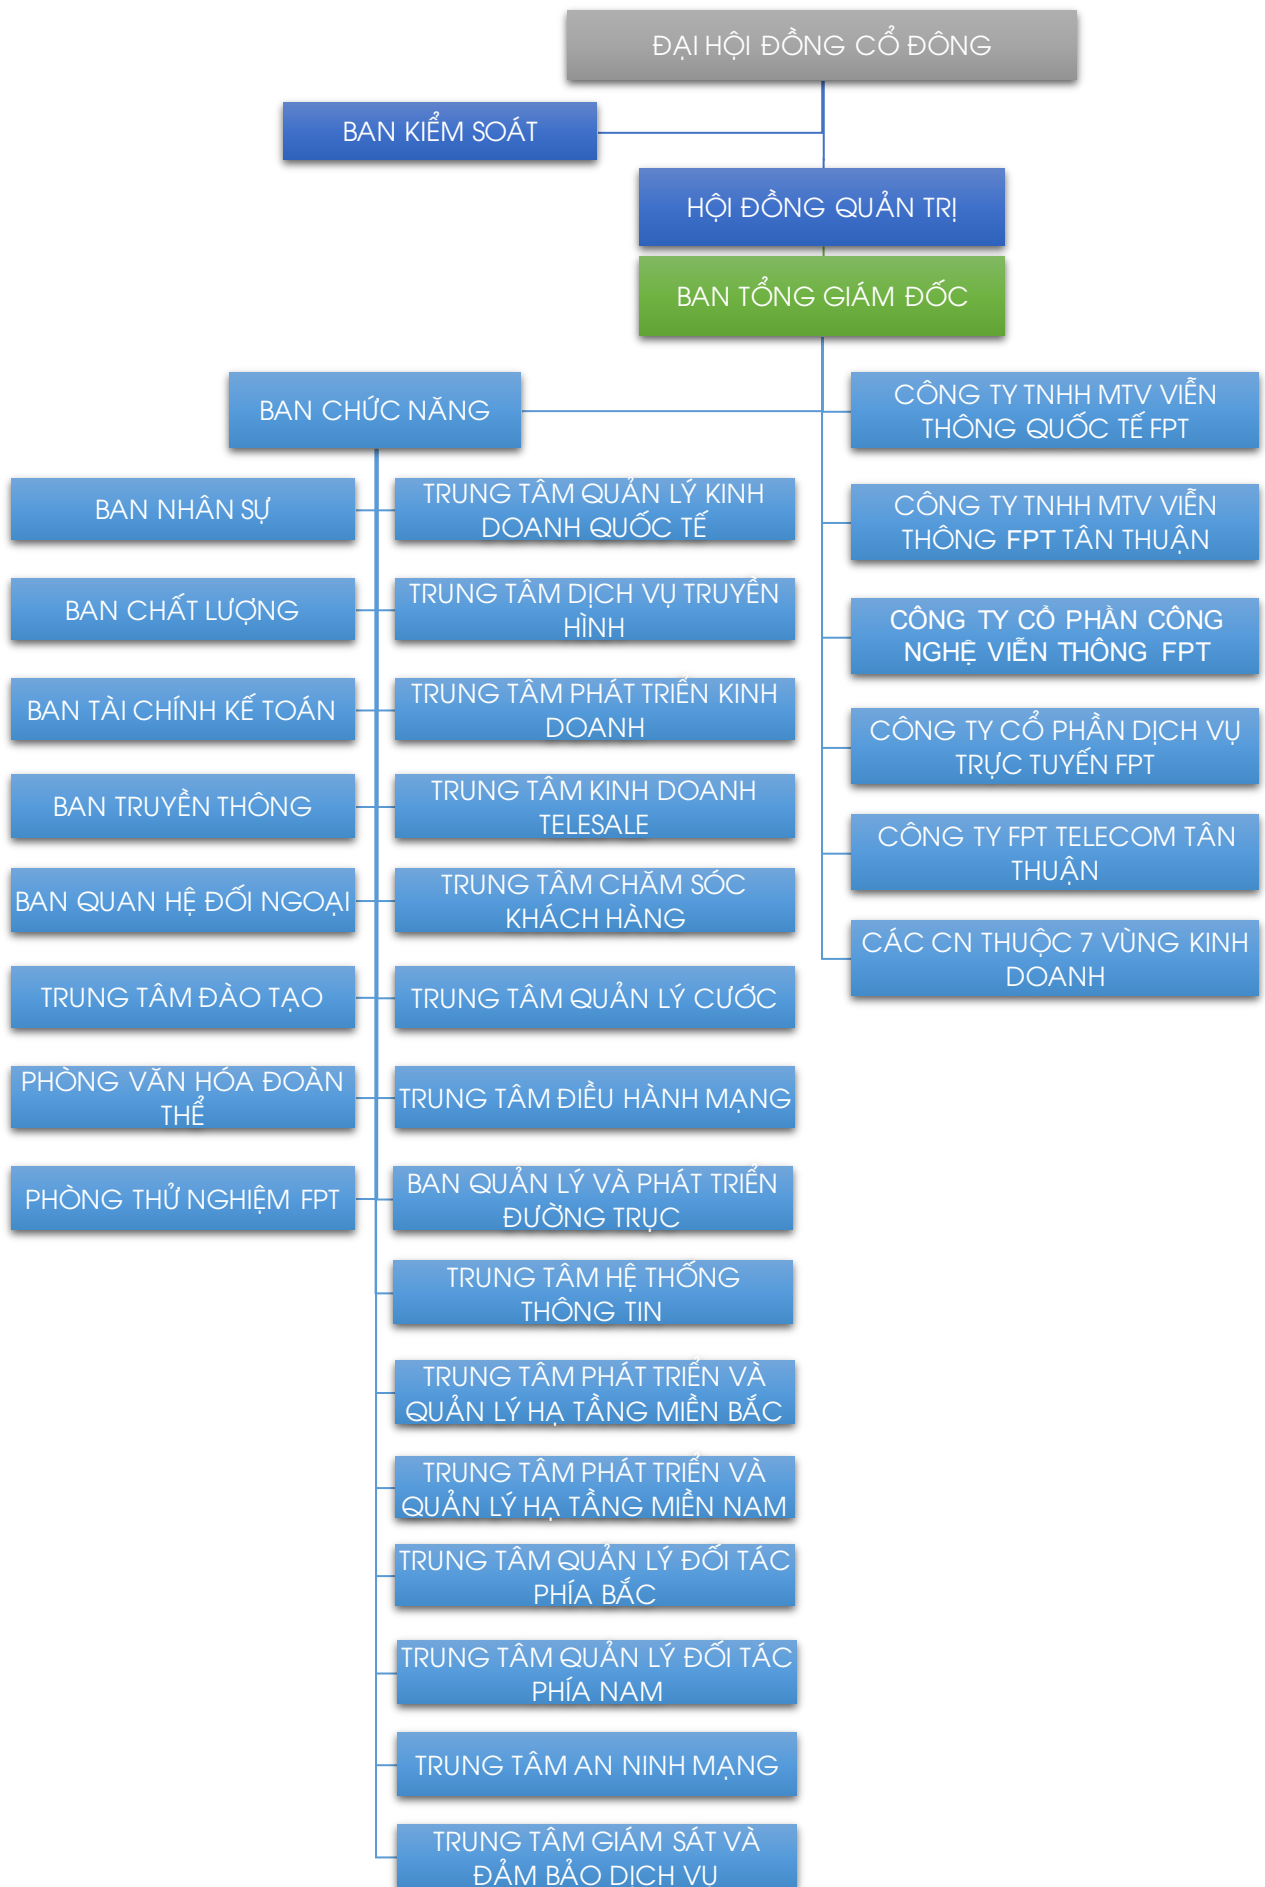 ĐẠI HỘI ĐỒNG CỔ ĐÔNG
BAN KIỂM SOÁT
HỘI ĐỒNG QUẢN TRỊ
BAN TỔNG GIÁM ĐỐC
BAN CHỨC NĂNG
BAN NHÂN SỰ
BAN CHẤT LƯỢNG
BAN TÀI CHÍNH KẾ TOÁN
BAN TRUYỀN THÔNG
BAN QUAN HỆ ĐỐI NGOẠI
TRUNG TÂM ĐÀO TẠO
PHÒNG VĂN HÓA ĐOÀN
THỂ
PHÒNG THỬ NGHIỆM FPT
TRUNG TÂM QUẢN LÝ KINH
DOANH QUỐC TẾ
TRUNG TÂM DỊCH VỤ TRUYỀN
HÌNH
TRUNG TÂM PHÁT TRIỂN KINH
DOANH
TRUNG TÂM KINH DOANH
TELESALE
TRUNG TÂM CHĂM SÓC
KHÁCH HÀNG
TRUNG TÂM QUẢN LÝ CƯỚC
TRUNG TÂM ĐIỀU HÀNH MẠNG
BAN QUẢN LÝ VÀ PHÁT TRIỂN
ĐƯỜNG TRỤC
TRUNG TÂM HỆ THỐNG
THÔNG TIN
TRUNG TÂM PHÁT TRIỂN VÀ
QUẢN LÝ HẠ TẦNG MIỀN BẮC
TRUNG TÂM PHÁT TRIỂN VÀ
QUẢN LÝ HẠ TẦNG MIỀN NAM
TRUNG TÂM QUẢN LÝ ĐỐI TÁC
PHÍA BẮC
TRUNG TÂM QUẢN LÝ ĐỐI TÁC
PHÍA NAM
TRUNG TÂM AN NINH MẠNG
TRUNG TÂM GIÁM SÁT VÀ
ĐẢM BẢO DỊCH VỤ
CÔNG TY TNHH MTV VIỄN
THÔNG QUỐC TẾ FPT
CÔNG TY TNHH MTV VIỄN
THÔNG FPT TÂN THUẬN
CÔNG TY CỔ PHẦN CÔNG
NGHỆ VIỄN THÔNG FPT
CÔNG TY CỔ PHẦN DỊCH VỤ
TRỰC TUYẾN FPT
CÔNG TY FPT TELECOM TÂN
THUẬN
CÁC CN THUỘC 7 VÙNG KINH
DOANH